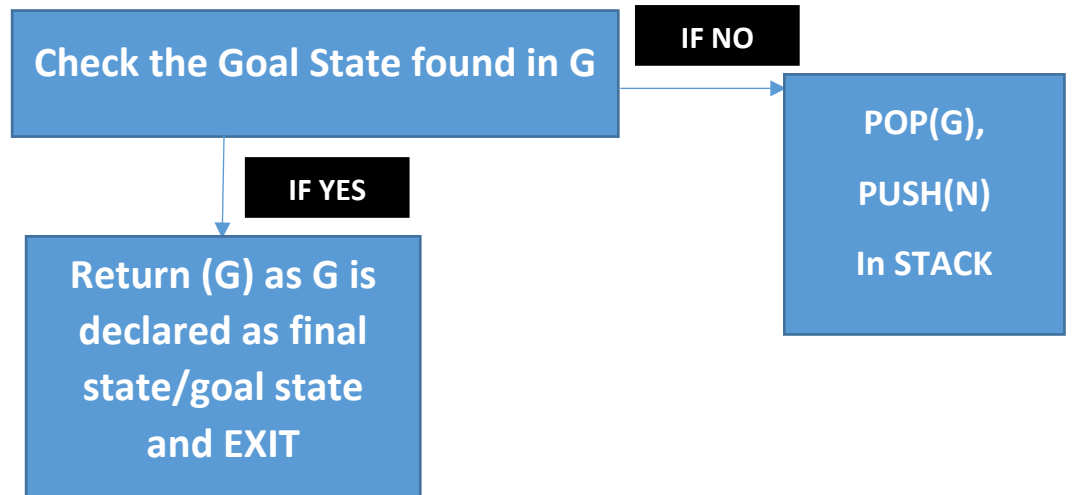 Check the Goal State found in G
IF NO
POP(G),
PUSH(N)
In STACK
IF YES
Return (G) as G is
declared as final
state/goal state
and EXIT